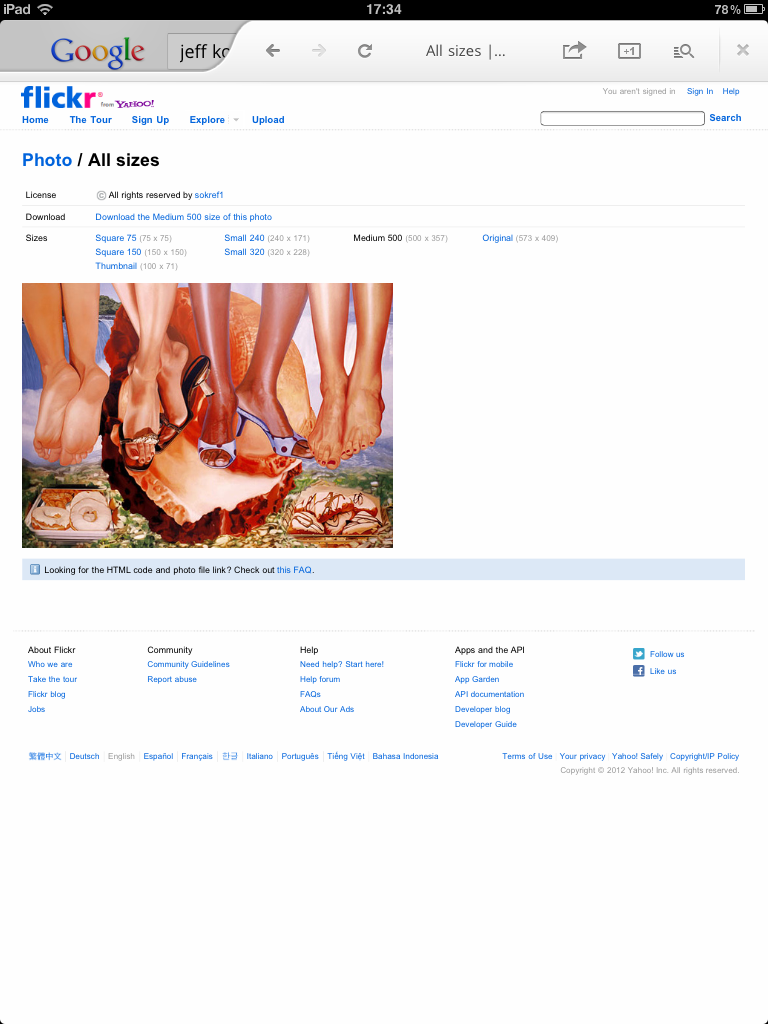 iPad 17:34 78%
Google jeff ko All sizes |... +1
flickr from YAHOO! You aren't signed in Sign In Help
Home The Tour Sign Up Explore Upload Search
Photo / All sizes
License © All rights reserved by sokref1
Download Download the Medium 500 size of this photo
Sizes Square 75 (75 x 75) Small 240 (240 x 171) Medium 500 (500 x 357) Original (573 x 409)
Square 150 (150 x 150) Small 320 (320 x 228)
Thumbnail (100 x 71)
Looking for the HTML code and photo file link? Check out this FAQ.
About Flickr Community Help Apps and the API Follow us
Who we are Community Guidelines Need help? Start here! Flickr for mobile Like us
Take the tour Report abuse Help forum App Garden
Flickr blog FAQs API documentation
Jobs About Our Ads Developer blog
Developer Guide
繁體中文 | Deutsch | English | Español | Français | 한글 | Italiano | Português | Tiếng Việt | Bahasa Indonesia Terms of Use | Your privacy | Yahoo! Safely | Copyright/IP Policy
Copyright © 2012 Yahoo! Inc. All rights reserved.